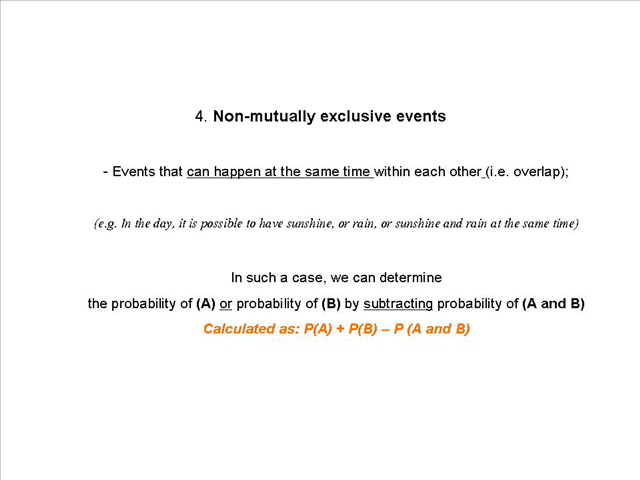 4. Non-mutually exclusive events
- Events that can happen at the same time within each other (i.e. overlap);
(e.g. In the day, it is possible to have sunshine, or rain, or sunshine and rain at the same time)
In such a case, we can determine
the probability of (A) or probability of (B) by subtracting probability of (A and B)
Calculated as: P(A) + P(B) – P (A and B)